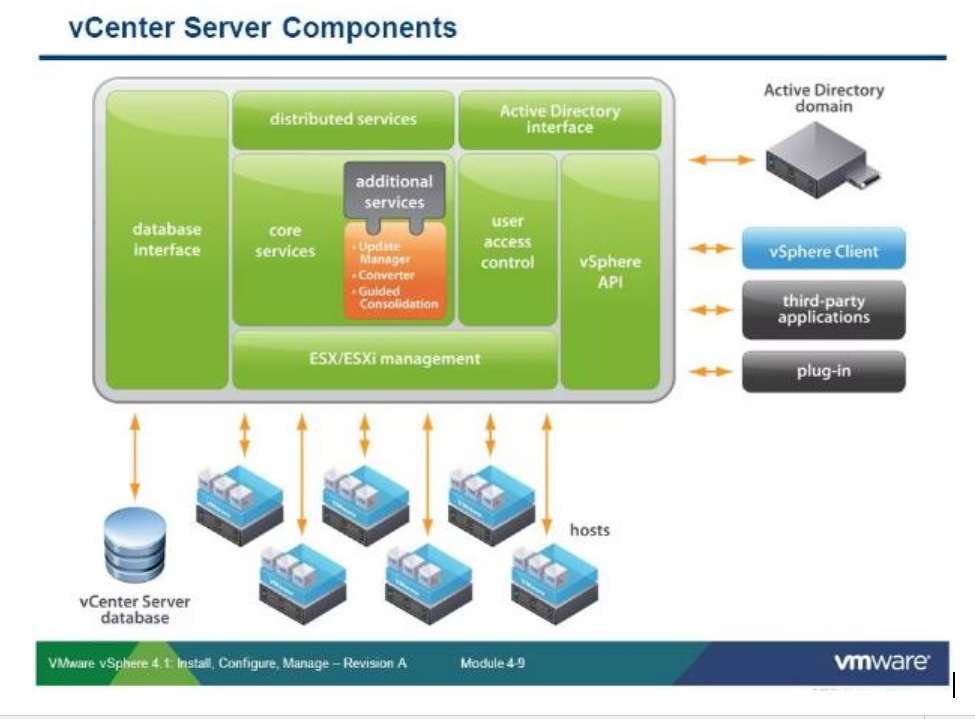 vCenter Server Components
distributed services
Active Directory
interface
Active Directory
domain
database
interface
core
services
additional
services
• Update
Manager
• Converter
• Guided
Consolidation
user
access
control
vSphere
API
ESX/ESXi management
vSphere Client
third-party
applications
plug-in
hosts
vCenter Server
database
VMware vSphere 4.1: Install, Configure, Manage – Revision A
Module 4-9
vmware